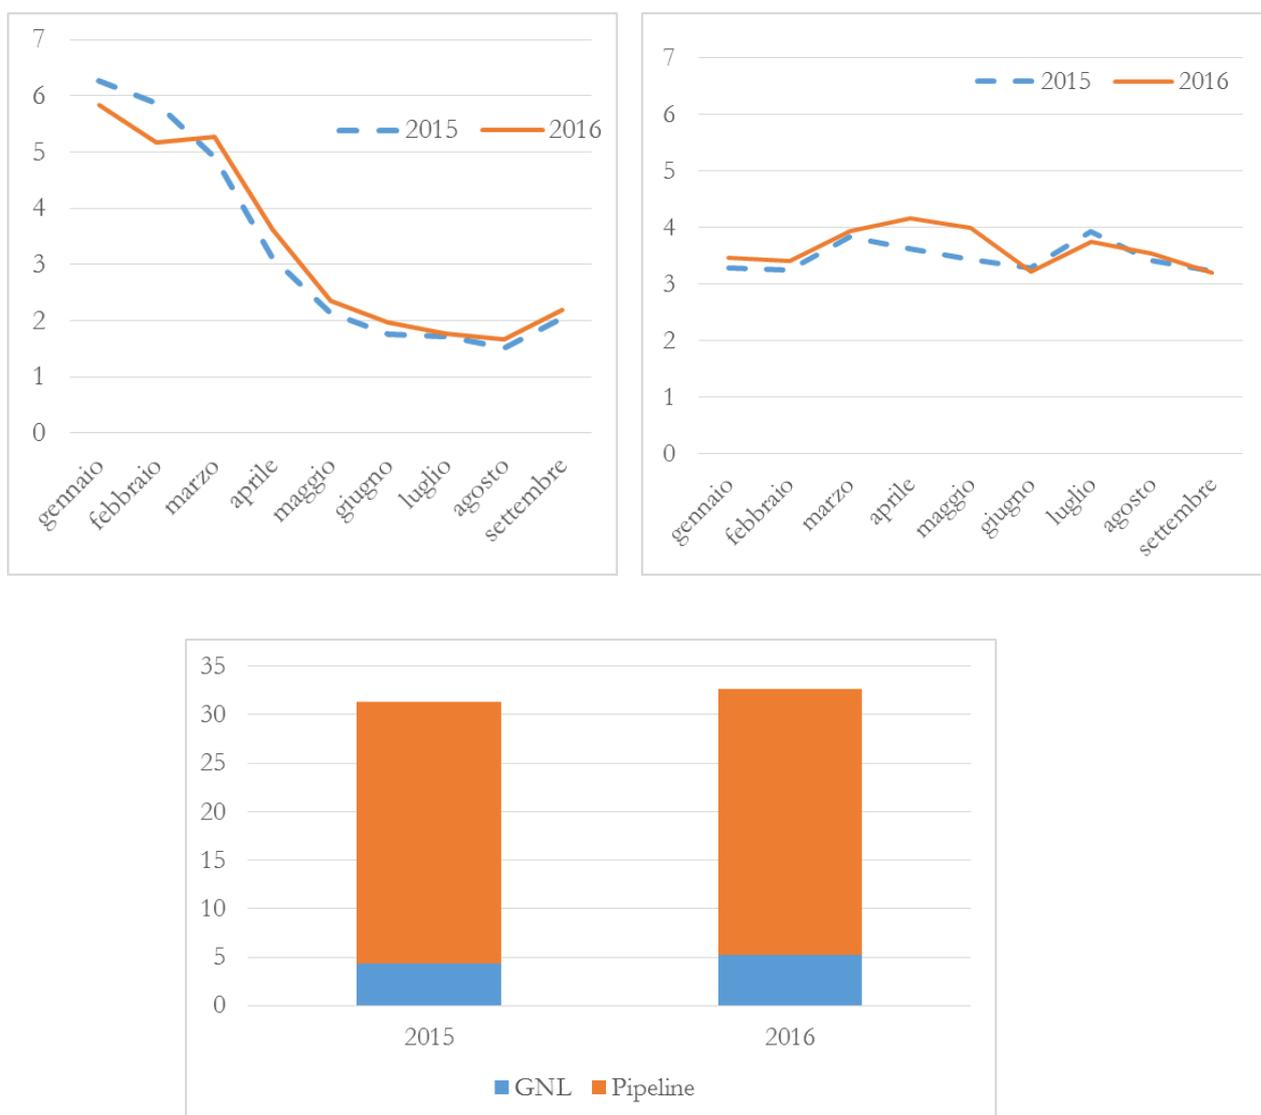 7
6
5
4
3
2
1
0
2015 2016
gennaio
febbraio
marzo
aprile
maggio
giugno
luglio
agosto
settembre
7
6
5
4
3
2
1
0
2015 2016
gennaio
febbraio
marzo
aprile
maggio
giugno
luglio
agosto
settembre
35
30
25
20
15
10
5
0
2015 2016
GNL Pipeline